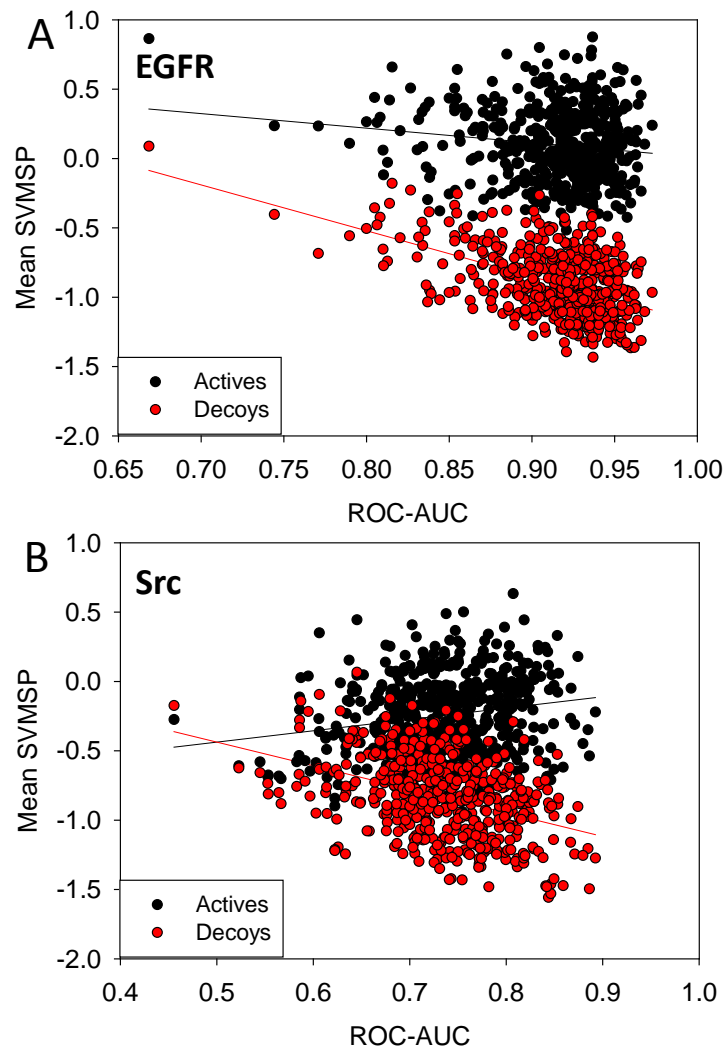 A
EGFR
Mean SVMSP
1.0
0.5
0.0
-0.5
-1.0
-1.5
-2.0
Actives
Decoys
0.65 0.70 0.75 0.80 0.85 0.90 0.95 1.00
ROC-AUC
B
Src
Mean SVMSP
1.0
0.5
0.0
-0.5
-1.0
-1.5
-2.0
Actives
Decoys
0.4 0.5 0.6 0.7 0.8 0.9 1.0
ROC-AUC